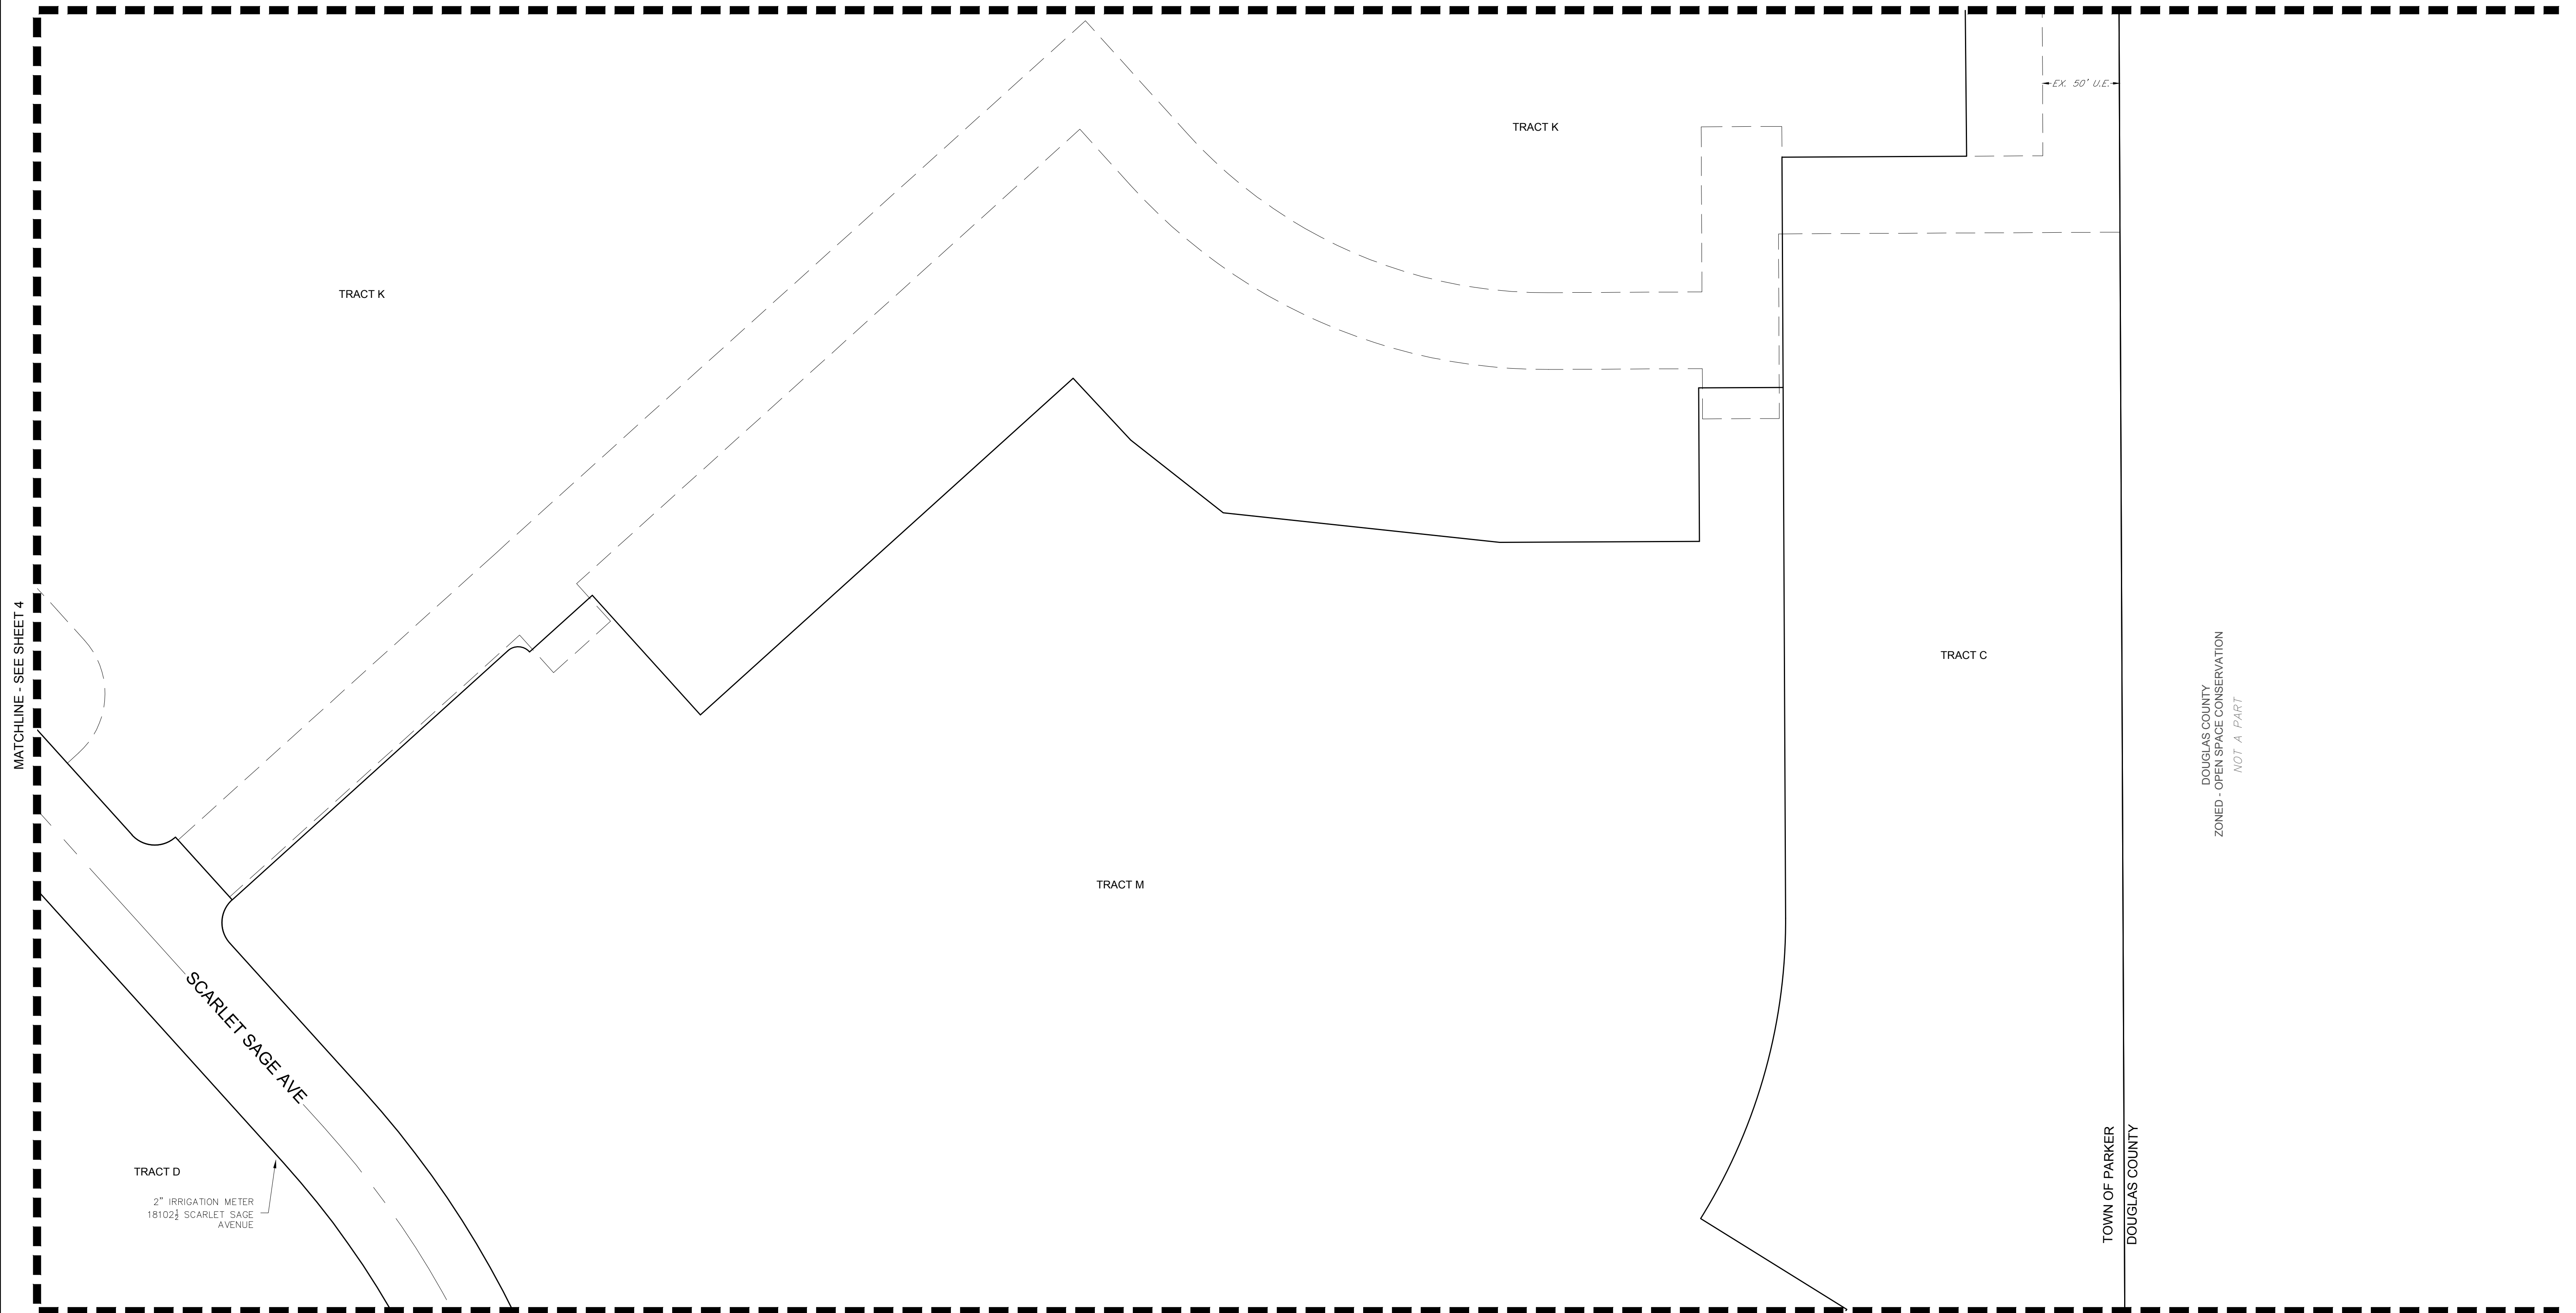 EX. 50' U.E.
TRACT K
TRACT K
MATCHLINE - SEE SHEET 4
TRACT C
DOUGLAS COUNTY
ZONED - OPEN SPACE CONSERVATION
NOT A PART
TRACT M
SCARLET SAGE AVE
TRACT D
2" IRRIGATION METER
18102½ SCARLET SAGE
AVENUE
TOWN OF PARKER
DOUGLAS COUNTY